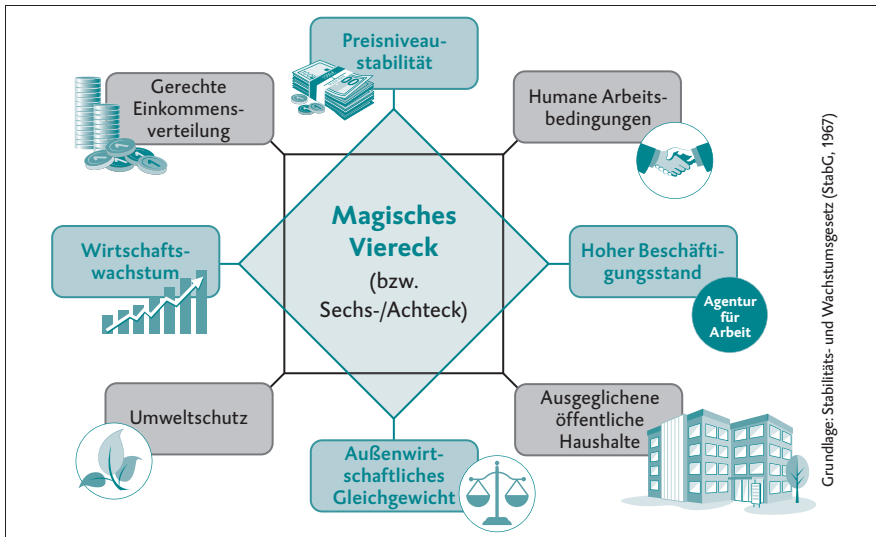 Preisniveau-
stabilität
Gerechte
Einkommens-
verteilung
Humane Arbeits-
bedingungen
Magisches
Viereck
(bzw.
Sechs-/Achteck)
Wirtschafts-
wachstum
Hoher Beschäfti-
gungsstand
Agentur
für
Arbeit
Umweltschutz
Ausgeglichene
öffentliche
Haushalte
Außenwirt-
schaftliches
Gleichgewicht
Grundlage: Stabilitäts- und Wachstumsgesetz (StabG, 1967)